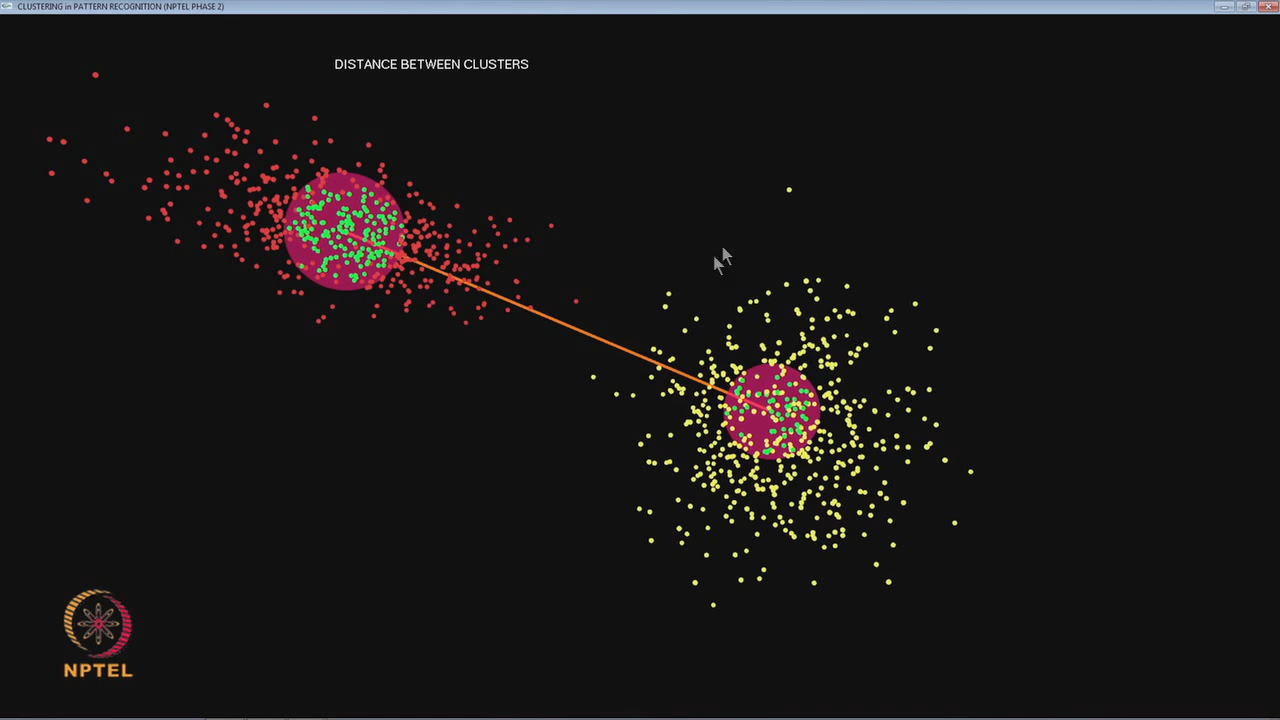 CLUSTERING in PATTERN RECOGNITION (NPTEL PHASE 2)
DISTANCE BETWEEN CLUSTERS
NPTEL